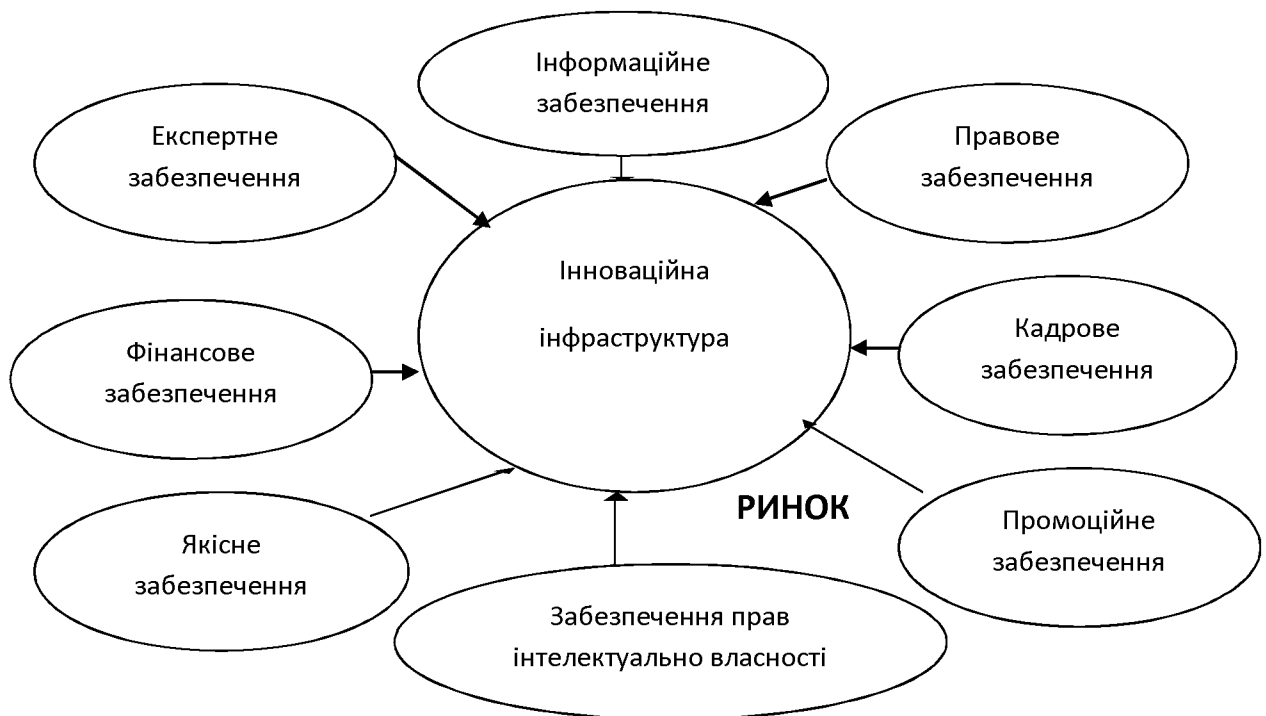 Інформаційне
забезпечення
Експертне
забезпечення
Правове
забезпечення
Інноваційна
інфраструктура
Фінансове
забезпечення
Кадрове
забезпечення
РИНОК
Якісне
забезпечення
Промоційне
забезпечення
Забезпечення прав
інтелектуально власності